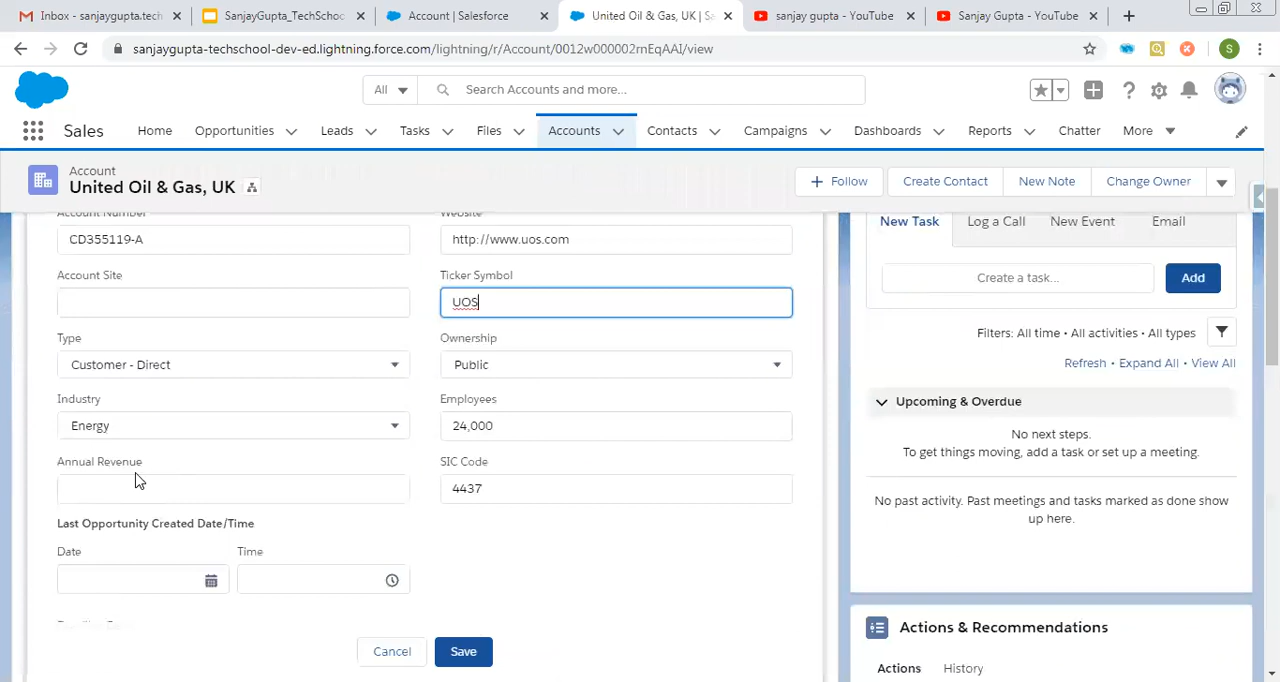 Inbox - sanjaygupta.tech
SanjayGupta_TechSchoo
Account | Salesforce
United Oil & Gas, UK | Sa
sanjay gupta - YouTube
Sanjay Gupta - YouTube
sanjaygupta-techschool-dev-ed.lightning.force.com/lightning/r/Account/0012w000002rnEqAAI/view
S
All
Search Accounts and more...
Sales
Home
Opportunities
Leads
Tasks
Files
Accounts
Contacts
Campaigns
Dashboards
Reports
Chatter
More
Account
United Oil & Gas, UK
Follow
Create Contact
New Note
Change Owner
Account Number
Website
CD355119-A
http://www.uos.com
Account Site
Ticker Symbol
UOS
Type
Ownership
Customer - Direct
Public
Industry
Employees
Energy
24,000
Annual Revenue
SIC Code
4437
Last Opportunity Created Date/Time
Date
Time
Cancel
Save
New Task
Log a Call
New Event
Email
Create a task...
Add
Filters: All time • All activities • All types
Refresh • Expand All • View All
Upcoming & Overdue
No next steps.
To get things moving, add a task or set up a meeting.
No past activity. Past meetings and tasks marked as done show
up here.
Actions & Recommendations
Actions
History